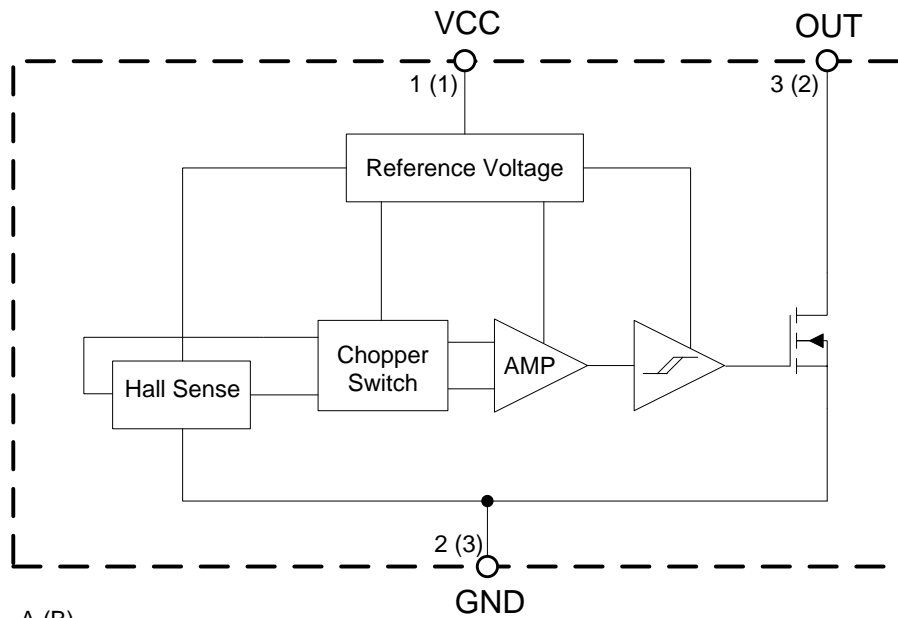 VCC
OUT
1 (1)
3 (2)
Reference Voltage
Chopper
Switch
AMP
Hall Sense
2 (3)
GND
A (B)